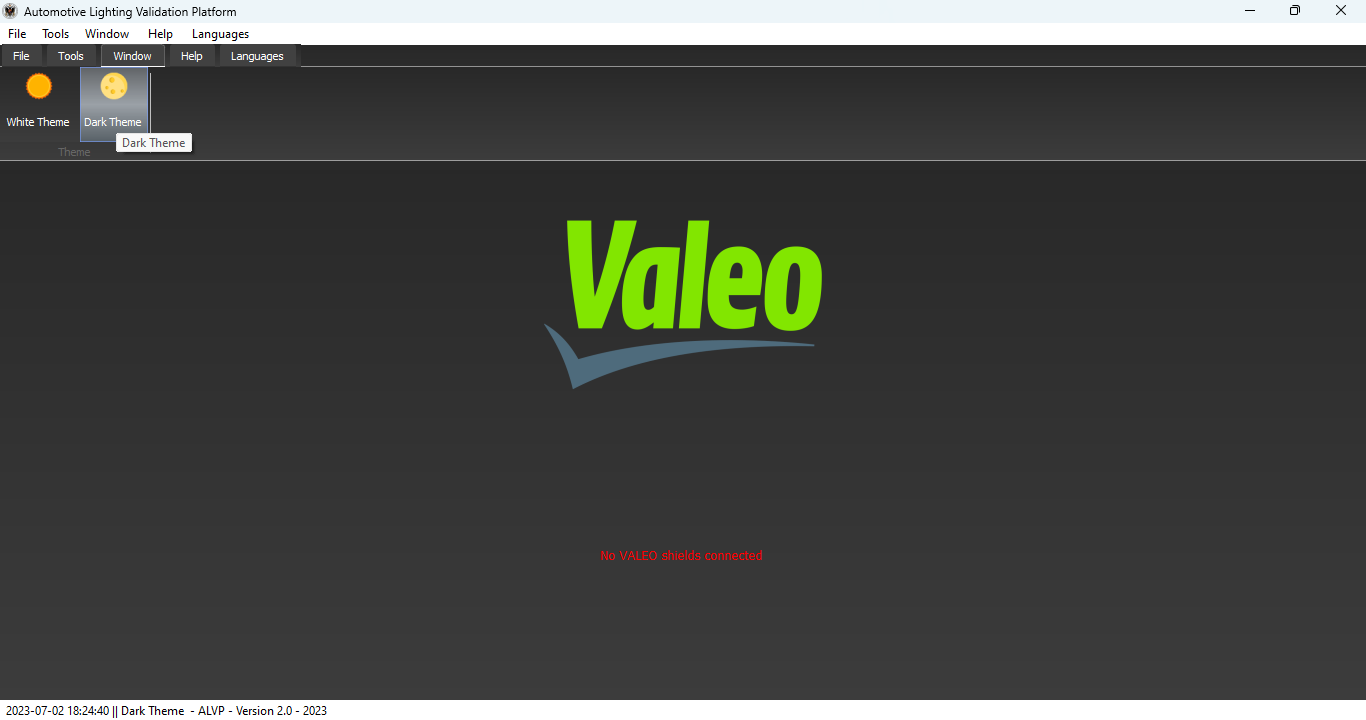 Automotive Lighting Validation Platform
File Tools Window Help Languages
File Tools Window Help Languages
White Theme Dark Theme
Dark Theme
Theme
Valeo
No VALEO shields connected
2023-07-02 18:24:40 || Dark Theme - ALVP - Version 2.0 - 2023